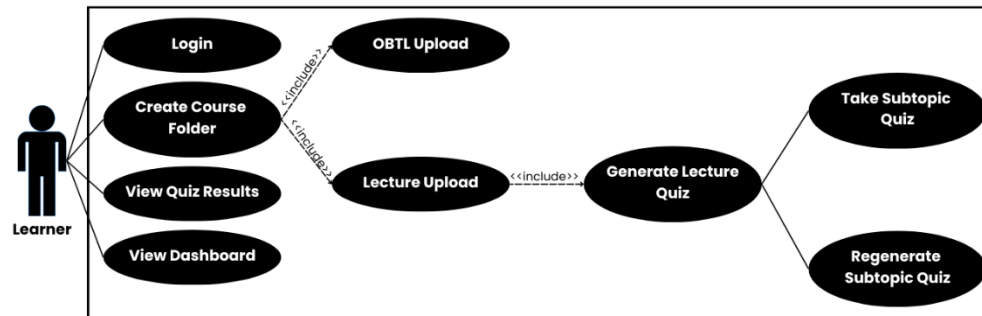 Login
OBTL Upload
<<include>>
Create Course
Folder
<<include>>
Take Subtopic
Quiz
Lecture Upload
<<include>>
Generate Lecture
Quiz
View Quiz Results
Learner
View Dashboard
Regenerate
Subtopic Quiz